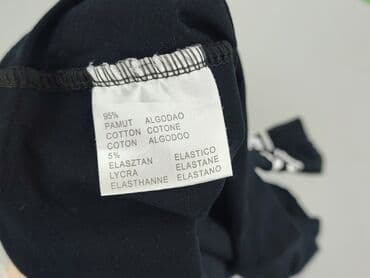 95%
PAMUT ALGODAO
COTTON COTONE
COTON ALGODOO
5%
ELASZTAN ELASTICO
LYCRA ELASTANE
ELASTHANNE ELASTANO